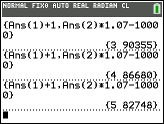 NORMAL FIX0 AUTO REAL RADIAN CL
{Ans(1)+1,Ans(2)*1.07-1000
0}
{3 90355}
{Ans(1)+1,Ans(2)*1.07-1000
0}
{4 86680}
{Ans(1)+1,Ans(2)*1.07-1000
0}
{5 82748}